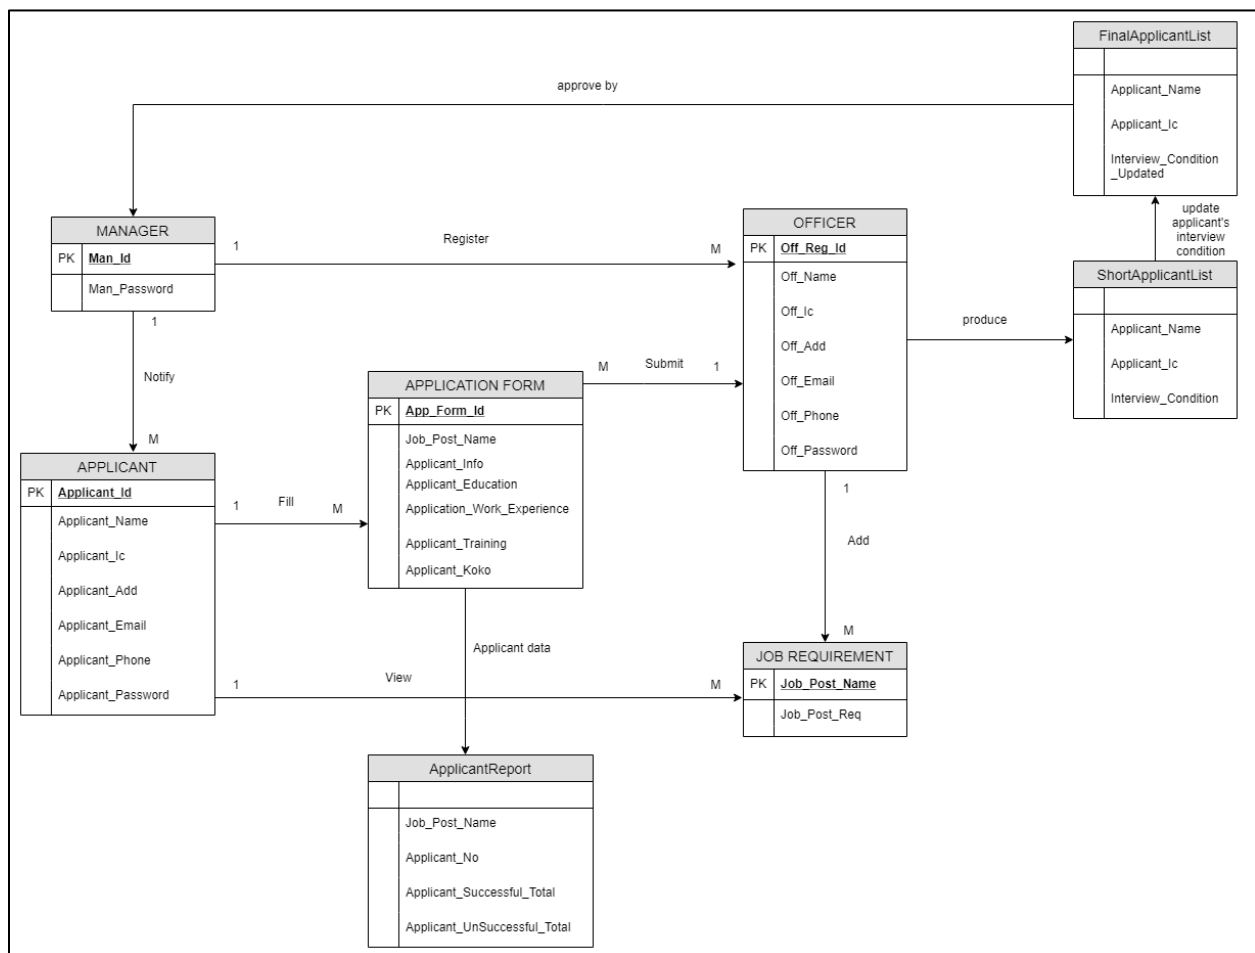 FinalApplicantList
Applicant_Name
Applicant_Ic
Interview_Condition
_Updated
approve by
update
applicant's
interview
condition
MANAGER
PK Man_Id
Man_Password
1 Register M
OFFICER
PK Off_Reg_Id
Off_Name
Off_Ic
Off_Add
Off_Email
Off_Phone
Off_Password
produce
ShortApplicantList
Applicant_Name
Applicant_Ic
Interview_Condition
1
Notify
M
M Submit 1
APPLICATION FORM
PK App_Form_Id
Job_Post_Name
Applicant_Info
Applicant_Education
Application_Work_Experience
Applicant_Training
Applicant_Koko
APPLICANT
PK Applicant_Id
Applicant_Name
Applicant_Ic
Applicant_Add
Applicant_Email
Applicant_Phone
Applicant_Password
1 Fill M
1
Add
M
Applicant data
1 View M
JOB REQUIREMENT
PK Job_Post_Name
Job_Post_Req
ApplicantReport
Job_Post_Name
Applicant_No
Applicant_Successful_Total
Applicant_UnSuccessful_Total